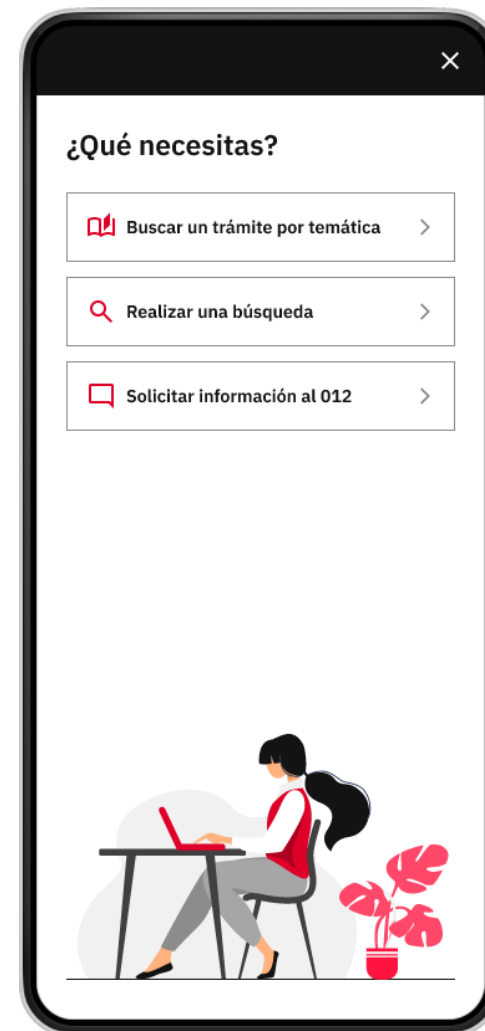 ¿Qué necesitas?
Buscar un trámite por temática
Realizar una búsqueda
Solicitar información al 012